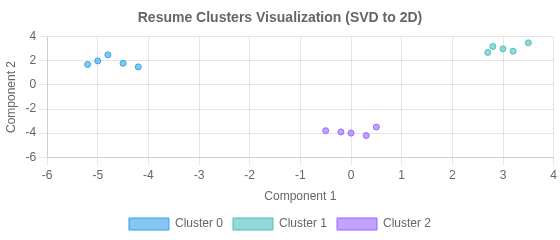 Resume Clusters Visualization (SVD to 2D)
4
2
0
-2
-4
-6
Component 2
-6 -5 -4 -3 -2 -1 0 1 2 3 4
Component 1
Cluster 0 Cluster 1 Cluster 2